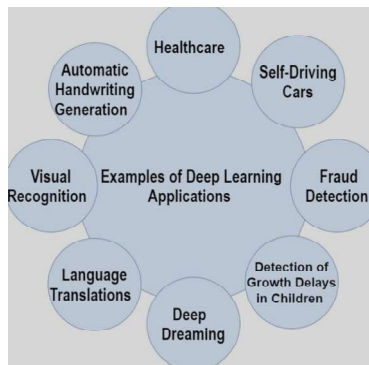 Healthcare
Self-Driving
Cars
Fraud
Detection
Detection of
Growth Delays
in Children
Deep
Dreaming
Language
Translations
Visual
Recognition
Automatic
Handwriting
Generation
Examples of Deep Learning
Applications